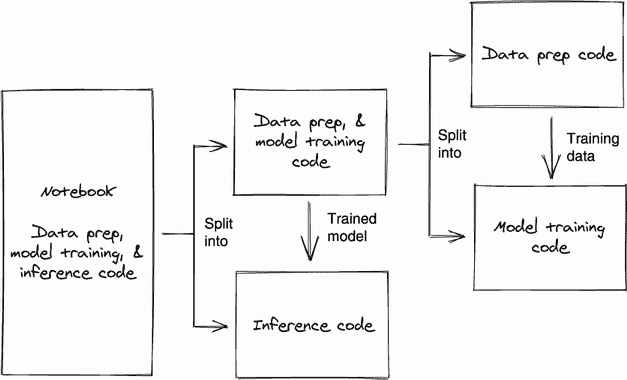 Notebook
Data prep,
model training, &
inference code
Split
into
Data prep, &
model training
code
Trained
model
Inference code
Split
into
Data prep code
Training
data
Model training
code